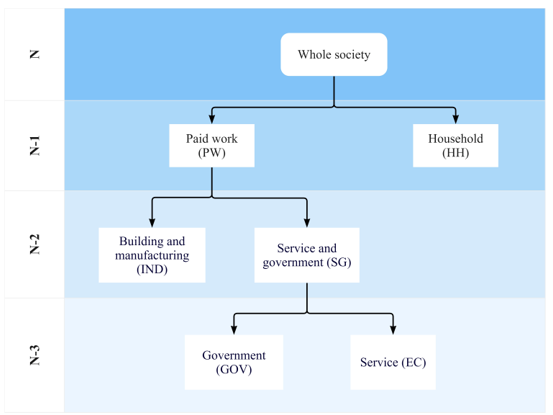 N
Whole society
N-1
Paid work
(PW)
Household
(HH)
N-2
Building and
manufacturing
(IND)
Service and
government (SG)
N-3
Government
(GOV)
Service (EC)